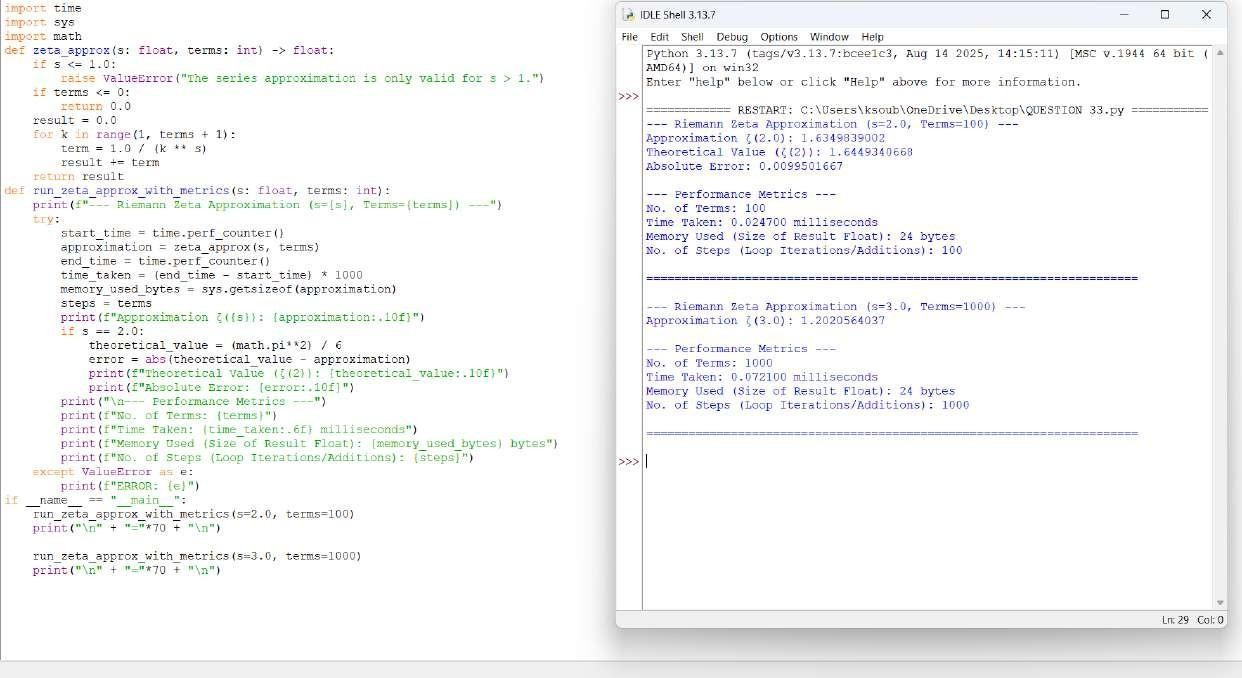 import time
import sys
import math
def zeta_approx(s: float, terms: int) -> float:
    if s <= 1.0:
        raise ValueError("The series approximation is only valid for s > 1.")
    if terms <= 0:
        return 0.0
    result = 0.0
    for k in range(1, terms + 1):
        term = 1.0 / (k ** s)
        result += term
    return result
def run_zeta_approx_with_metrics(s: float, terms: int):
    print(f"--- Riemann Zeta Approximation (s={s}, Terms={terms}) ---")
    try:
        start_time = time.perf_counter()
        approximation = zeta_approx(s, terms)
        end_time = time.perf_counter()
        time_taken = (end_time - start_time) * 1000
        memory_used_bytes = sys.getsizeof(approximation)
        steps = terms
        print(f"Approximation ζ({s}): {approximation:.10f}")
        if s == 2.0:
            theoretical_value = (math.pi**2) / 6
            error = abs(theoretical_value - approximation)
            print(f"Theoretical Value (ζ(2)): {theoretical_value:.10f}")
            print(f"Absolute Error: {error:.10f}")
        print("\n--- Performance Metrics ---")
        print(f"No. of Terms: {terms}")
        print(f"Time Taken: {time_taken:.6f} milliseconds")
        print(f"Memory Used (Size of Result Float): {memory_used_bytes} bytes")
        print(f"No. of Steps (Loop Iterations/Additions): {steps}")
    except ValueError as e:
        print(f"ERROR: {e}")
if __name__ == "__main__":
    run_zeta_approx_with_metrics(s=2.0, terms=100)
    print("\n" + "="*70 + "\n")
    run_zeta_approx_with_metrics(s=3.0, terms=1000)
    print("\n" + "="*70 + "\n")
IDLE Shell 3.13.7
File Edit Shell Debug Options Window Help
Python 3.13.7 (tags/v3.13.7:bcee1c3, Aug 14 2025, 14:15:11) [MSC v.1944 64 bit (
AMD64)] on win32
Enter "help" below or click "Help" above for more information.
>>>
============ RESTART: C:\Users\ksoub\OneDrive\Desktop\QUESTION 33.py ===========
--- Riemann Zeta Approximation (s=2.0, Terms=100) ---
Approximation ζ(2.0): 1.6349839002
Theoretical Value (ζ(2)): 1.6449340668
Absolute Error: 0.0099501667
--- Performance Metrics ---
No. of Terms: 100
Time Taken: 0.024700 milliseconds
Memory Used (Size of Result Float): 24 bytes
No. of Steps (Loop Iterations/Additions): 100
======================================================================
--- Riemann Zeta Approximation (s=3.0, Terms=1000) ---
Approximation ζ(3.0): 1.2020564037
--- Performance Metrics ---
No. of Terms: 1000
Time Taken: 0.072100 milliseconds
Memory Used (Size of Result Float): 24 bytes
No. of Steps (Loop Iterations/Additions): 1000
======================================================================
>>>
Ln: 29 Col: 0